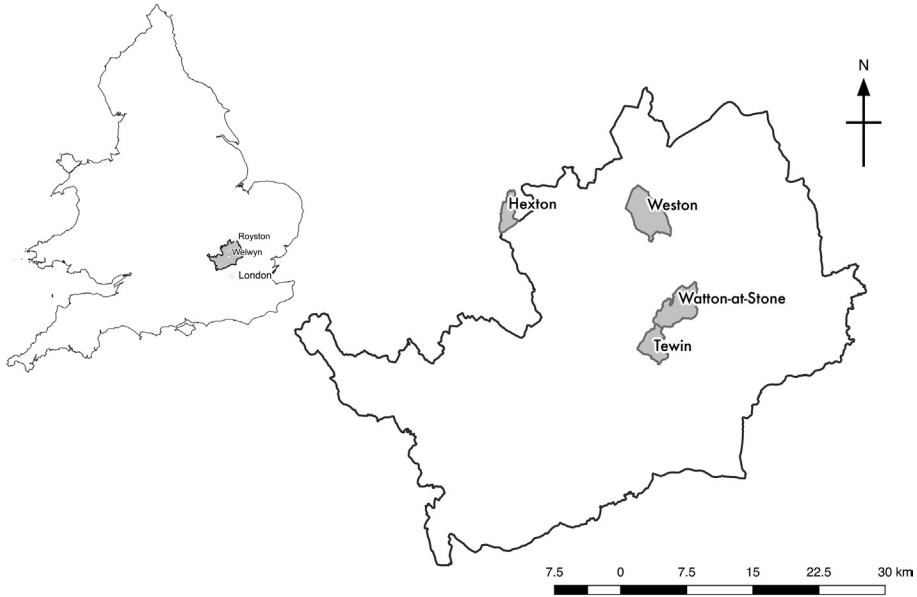 N
Hexton
Weston
Royston
Welwyn
London
Watton-at-Stone
Tewin
7.5 0 7.5 15 22.5 30 km